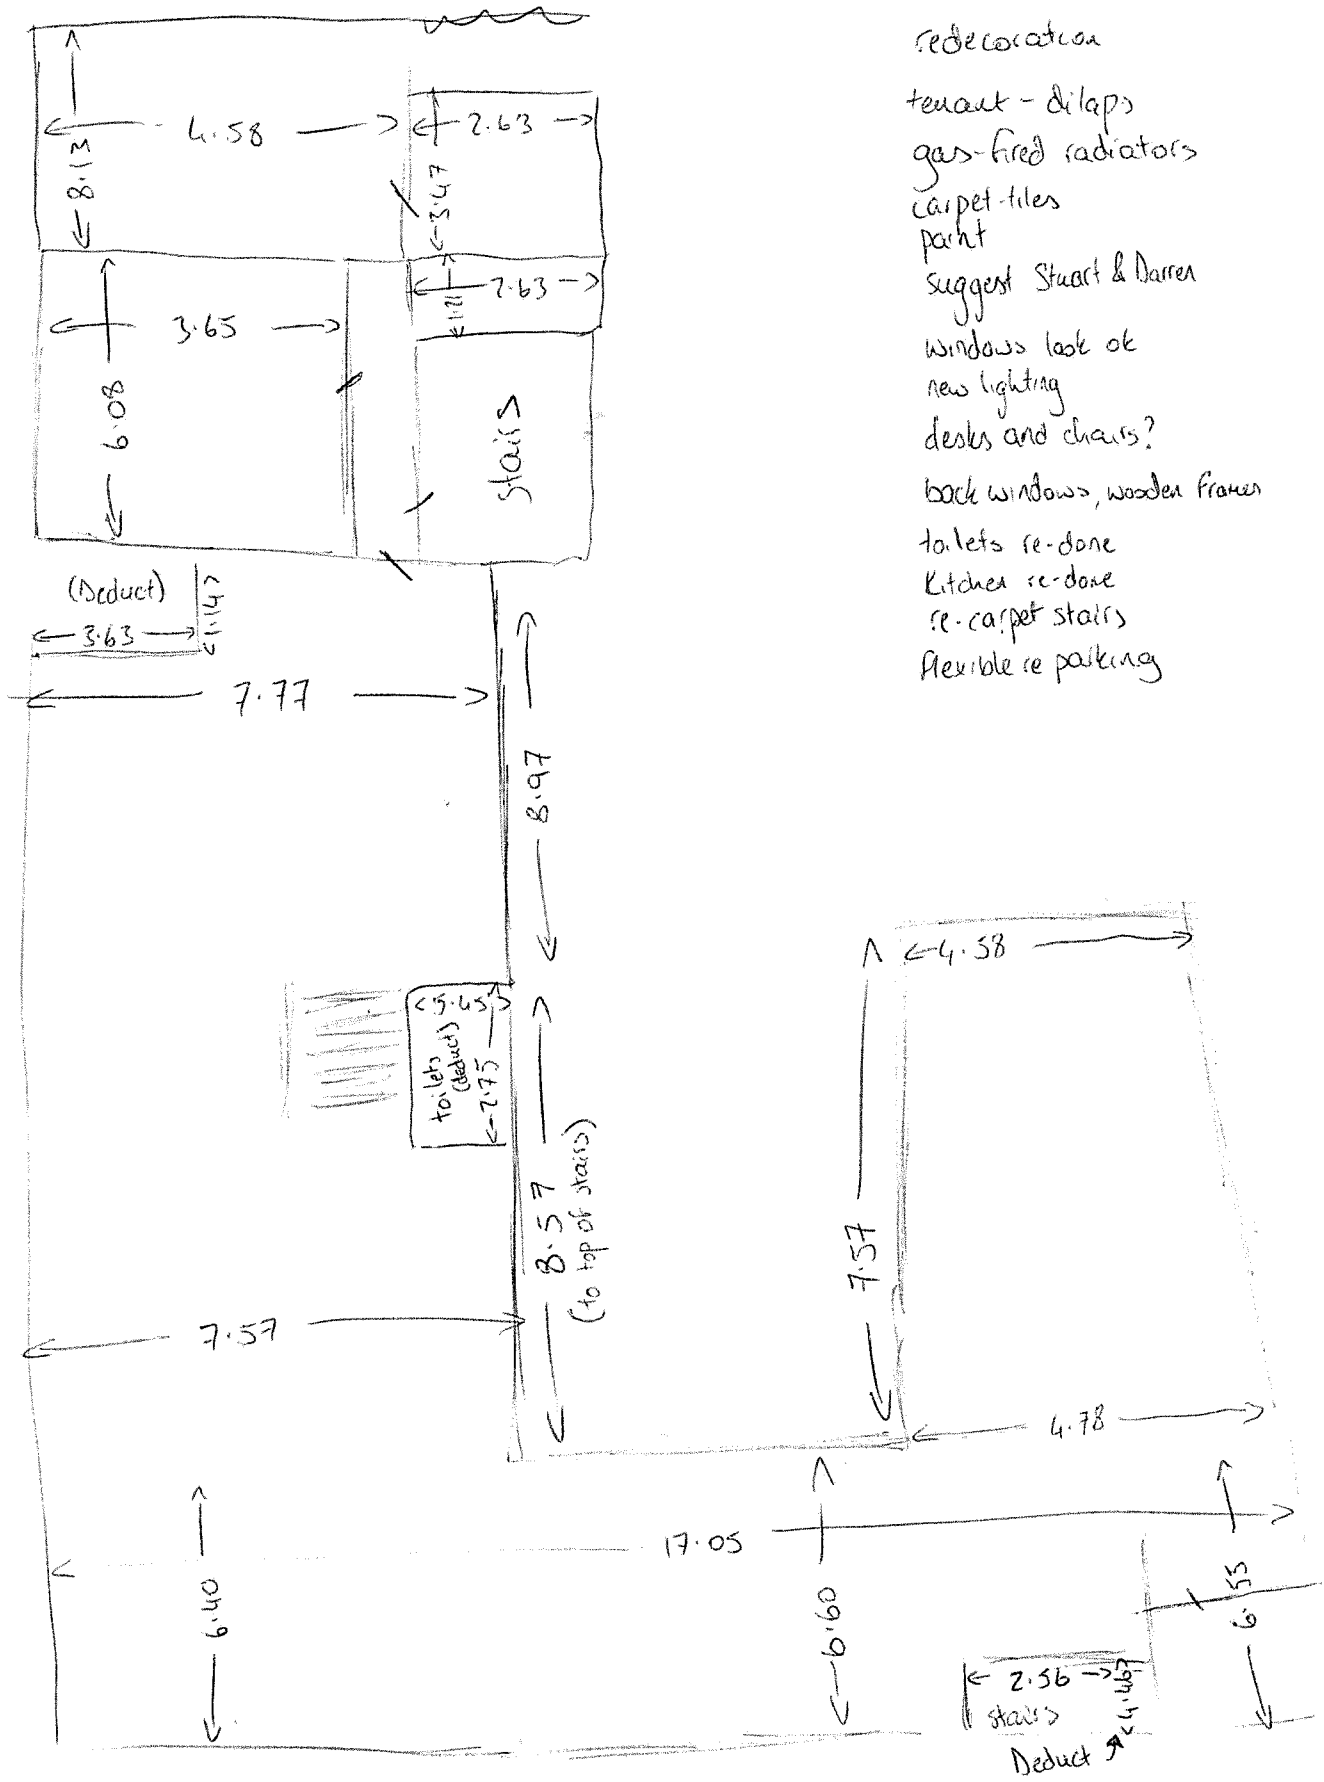 redecoration
tenant - dilaps
gas-fired radiators
carpet-tiles
paint
suggest Stuart & Darren
windows look ok
new lighting
desks and chairs?
back windows, wooden frames
toilets re-done
Kitchen re-done
re-carpet stairs
flexible re parking
4.58
2.63
8.13
3.47
2.63
1.21
3.65
6.08
stairs
(Deduct)
1.14
3.63
7.77
8.97
5.45
toilets
(deduct)
2.75
8.57
(to top of stairs)
7.57
4.58
7.57
4.78
17.05
6.40
6.60
6.55
2.56
4.46
stairs
Deduct